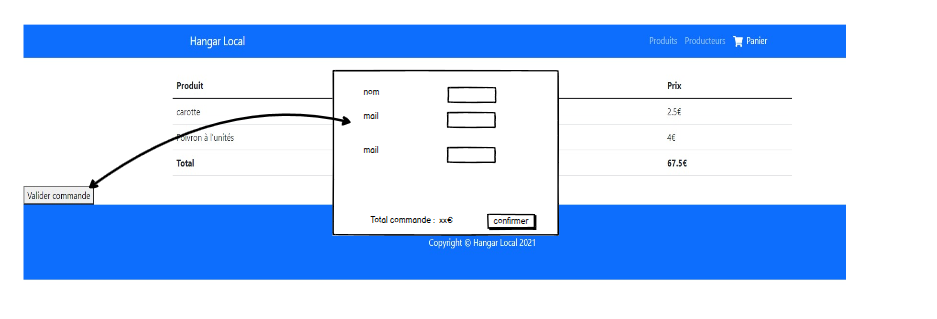 Hangar Local
Produits Producteurs Panier
Produit Prix
nom
carotte 2.5€
mail
Poivron à l'unités 4€
mail
Total 67.5€
Valider commande
Total commande : xx€ confirmer
Copyright © Hangar Local 2021